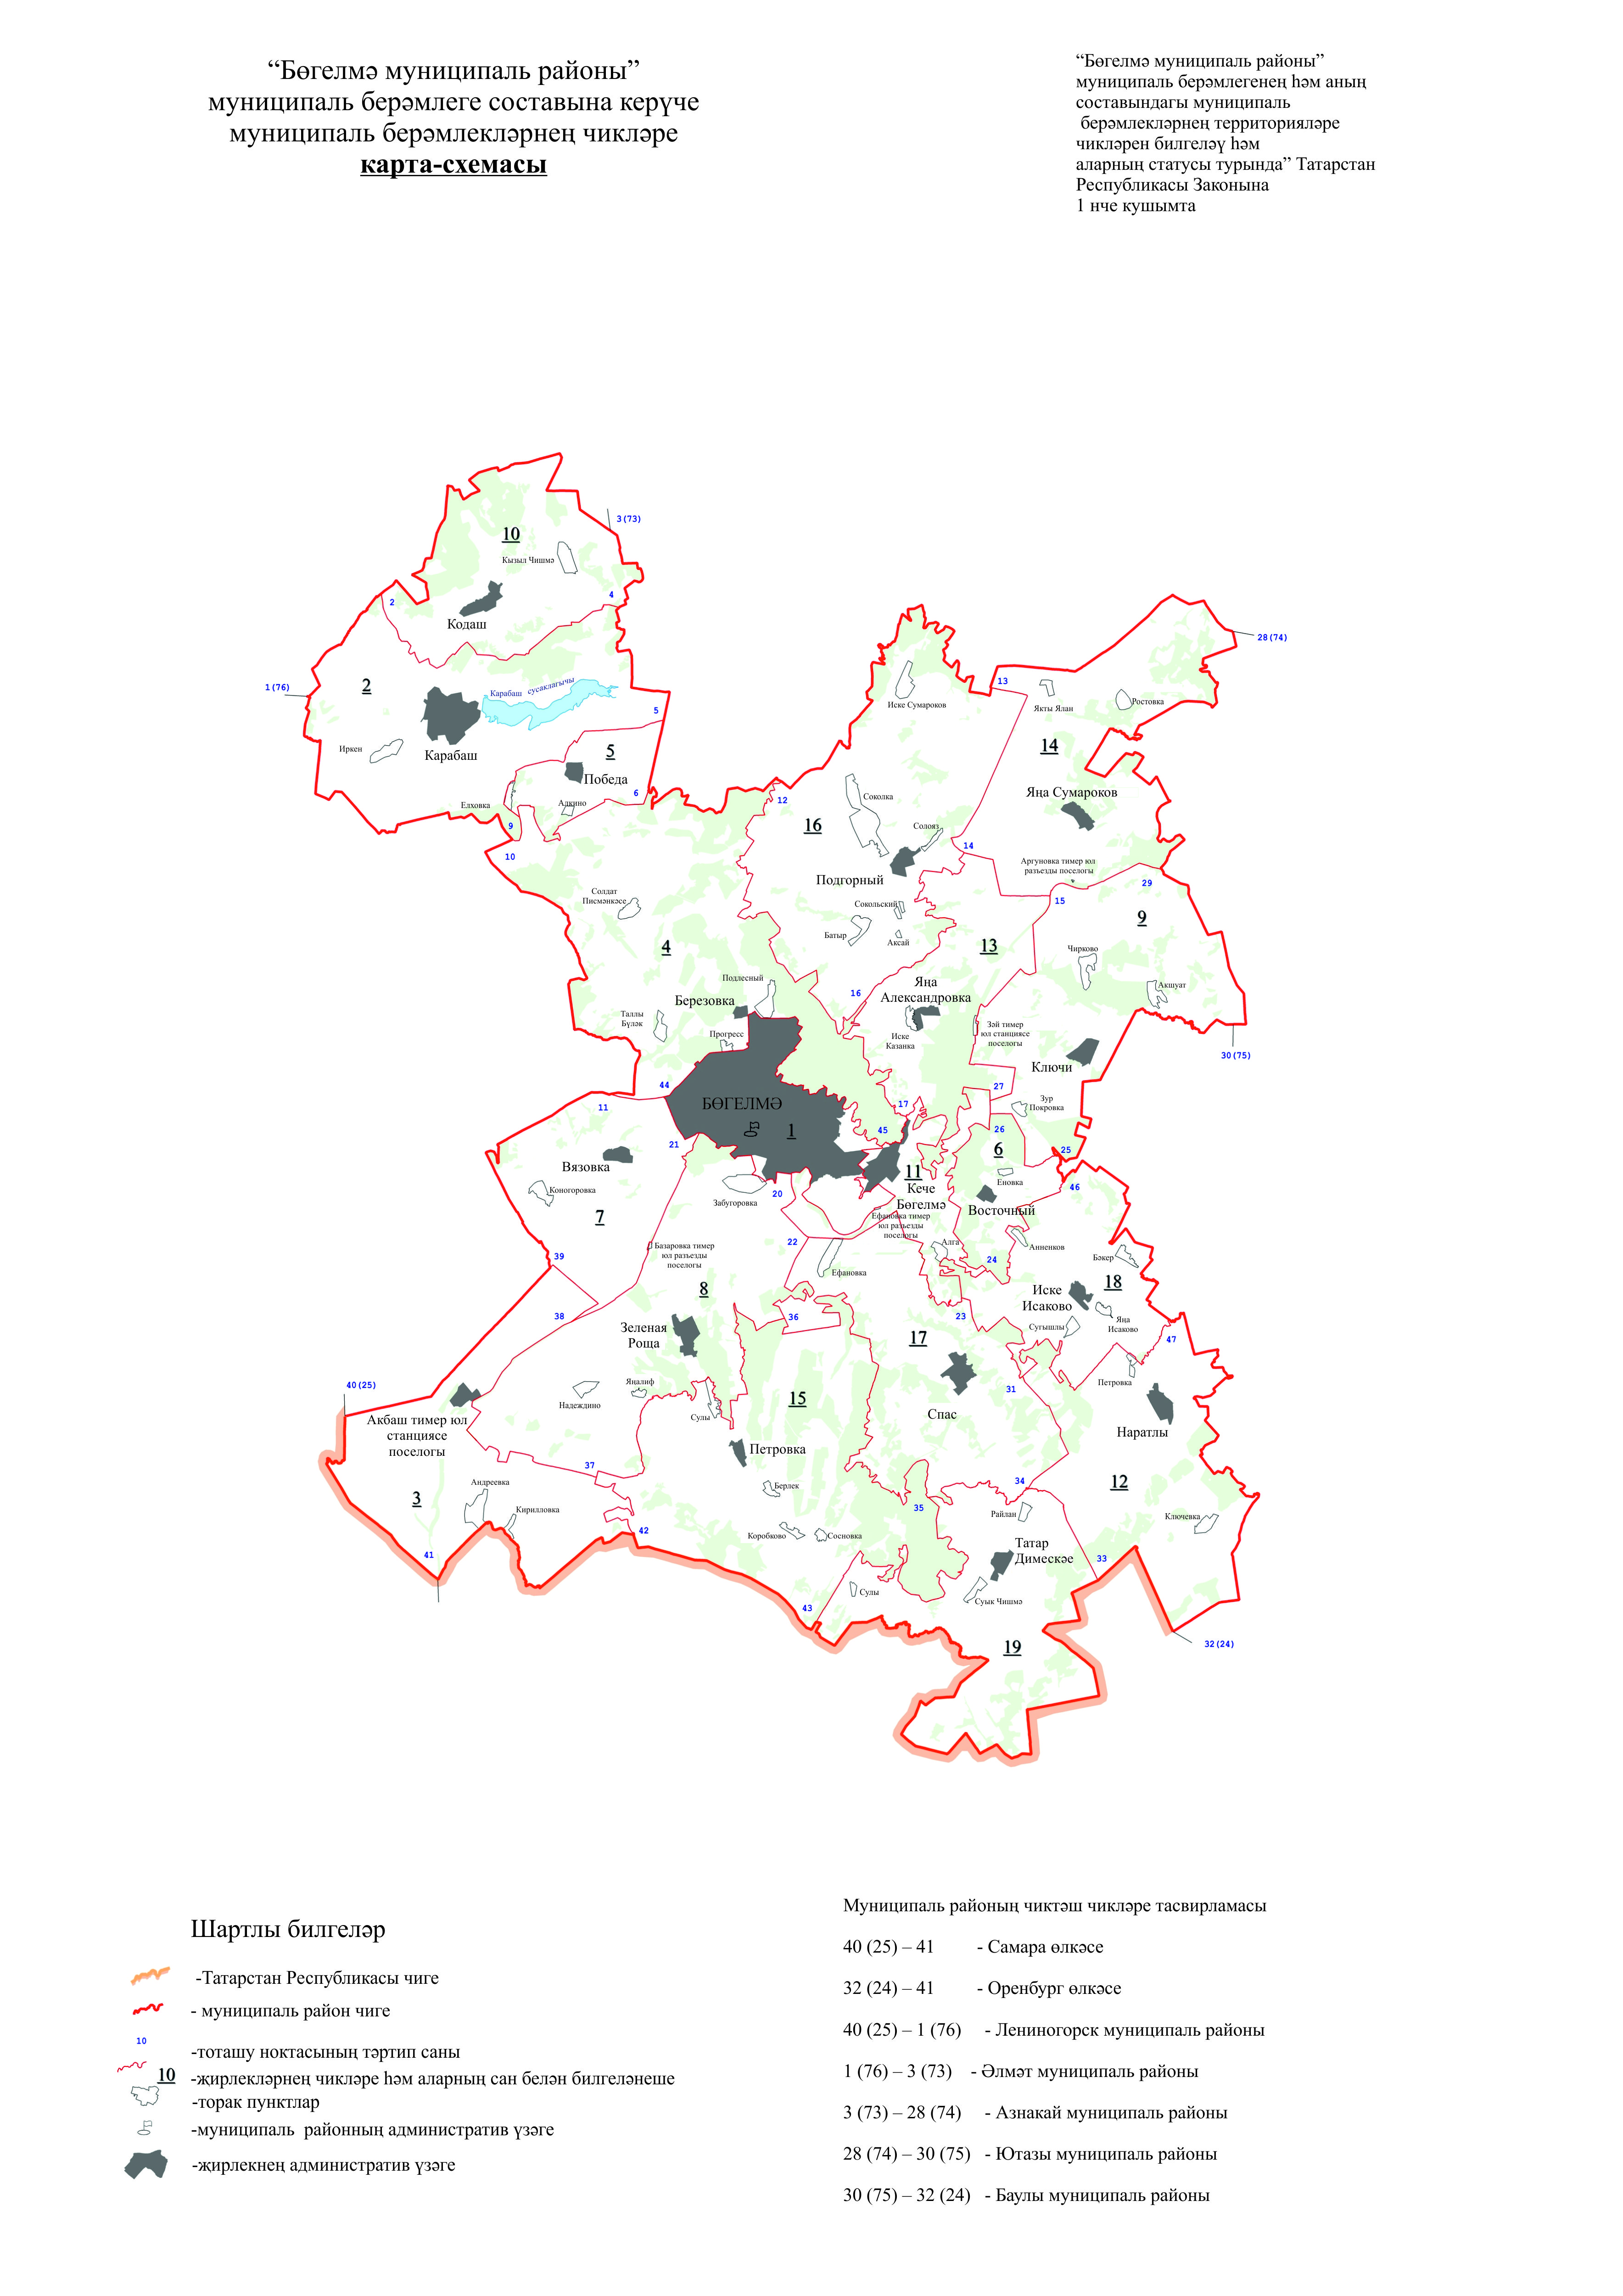 “Бөгелмә муниципаль районы”
муниципаль берәмлеге составына керүче
муниципаль берәмлекләрнең чикләре
карта-схемасы
“Бөгелмә муниципаль районы”
муниципаль берәмлегенең һәм аның
составындагы муниципаль
берәмлекләрнең территорияләре
чикләрен билгеләү һәм
аларның статусы турында” Татарстан
Республикасы Законына
1 нче кушымта
3 (73)
10
Кызыл Чишмә
2
4
Кодаш
28 (74)
1 (76)
2
Карабаш сусаклагычы
13
Иске Сумароков
Якты Ялан
Ростовка
5
Иркен
Карабаш
5
14
Победа
6
Яңа Сумароков
Елховка
Адкино
12
Соколка
9
16
Солояз
10
14
Подгорный
Аргуновка тимер юл
разъезды поселогы
29
15
Солдат
Писмәнкәсе
Сокольский
9
Батыр
Аксай
4
13
Чирково
Подлесный
Яңа
Александровка
Акшуат
16
Березовка
Таллы
Бүләк
Прогресс
Иске
Казанка
Зәй тимер
юл станциясе
поселогы
30 (75)
Ключи
44
27
11
БӨГЕЛМӘ
1
17
Зур
Покровка
45
26
21
6
25
Вязовка
11
Кече
Бөгелмә
Еновка
46
Коногоровка
Забугоровка
20
Восточный
7
Ефановка тимер
юл разъезды
поселогы
22
Алга
Анненков
Базаровка тимер
юл разъезды
поселогы
39
24
Бәкер
Ефановка
8
18
Иске
Исаково
38
36
23
Яңа
Исаково
Зеленая
Роща
Сугышлы
17
47
40 (25)
Яңалиф
31
Петровка
Надеждино
15
Сулы
Спас
Акбаш тимер юл
станциясе
поселогы
Наратлы
Петровка
37
34
12
Андреевка
Берлек
3
Кирилловка
35
Райлан
Ключевка
42
Коробково
Сосновка
Татар
Димескәе
41
33
Сулы
Суык Чишмә
43
32 (24)
19
Шартлы билгеләр
-Татарстан Республикасы чиге
- муниципаль район чиге
10
-тоташу ноктасының тәртип саны
10
-җирлекләрнең чикләре һәм аларның сан белән билгеләнеше
-торак пунктлар
-муниципаль районның административ үзәге
-җирлекнең административ үзәге
Муниципаль районың чиктәш чикләре тасвирламасы
40 (25) – 41 - Самара өлкәсе
32 (24) – 41 - Оренбург өлкәсе
40 (25) – 1 (76) - Лениногорск муниципаль районы
1 (76) – 3 (73) - Әлмәт муниципаль районы
3 (73) – 28 (74) - Азнакай муниципаль районы
28 (74) – 30 (75) - Ютазы муниципаль районы
30 (75) – 32 (24) - Баулы муниципаль районы